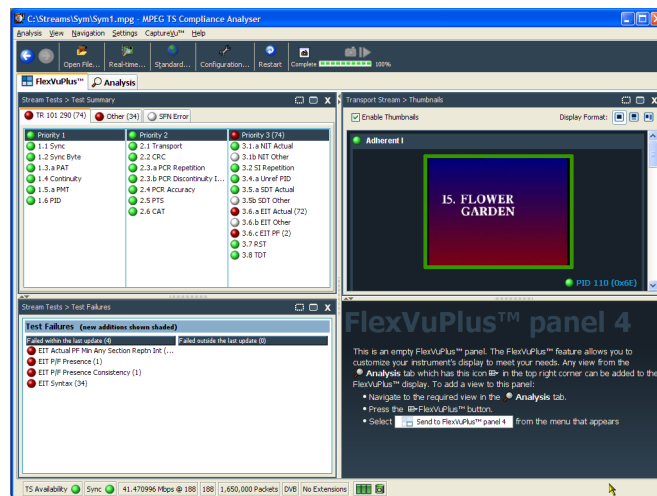 C:\Streams\Sym\Sym1.mpg - MPEG TS Compliance Analyser
Analysis View Navigation Settings CaptureVu™ Help
Open File... Real-time... Standard... Configuration... Restart Complete 100%
FlexVuPlus™ Analysis
Stream Tests > Test Summary
TR 101 290 (74) Other (34) SPN Error
Priority 1
1.1 Sync
1.2 Sync Byte
1.3.a PAT
1.4 Continuity
1.5.a PMT
1.6 PID
Priority 2
2.1 Transport
2.2 CRC
2.3.a PCR Repetition
2.3.b PCR Discontinuity I...
2.4 PCR Accuracy
2.5 PTS
2.6 CAT
Priority 3 (74)
3.1.a NIT Actual
3.1b NIT Other
3.2 SI Repetition
3.4.a Unref PID
3.5.a SDT Actual
3.5b SDT Other
3.6.a EIT Actual (72)
3.6.b EIT Other
3.6.c EIT PF (2)
3.7 RST
3.8 TDT
Transport Stream > Thumbnails
Enable Thumbnails Display Format:
Adherent I
15. FLOWER
GARDEN
PID 110 (0x6E)
Stream Tests > Test Failures
Test Failures (new additions shown shaded)
Failed within the last update (4) Failed outside the last update (0)
EIT Actual PF Min Any Section Reptn Int (...
EIT P/F Presence (1)
EIT P/F Presence Consistency (1)
EIT Syntax (34)
FlexVuPlus™ panel 4
This is an empty FlexVuPlus™ panel. The FlexVu feature allows you to
customize your instrument's display to meet your needs. Any view from the
Analysis tab which has this icon in the top right corner can be added to the
FlexVuPlus™ display. To add a view to this panel:
• Navigate to the required view in the Analysis tab.
• Press the FlexVuPlus™ button.
• Select Send to FlexVuPlus™ panel 4 from the menu that appears
TS Availability Sync 41.470996 Mbps @ 188 188 1,650,000 Packets DVB No Extensions